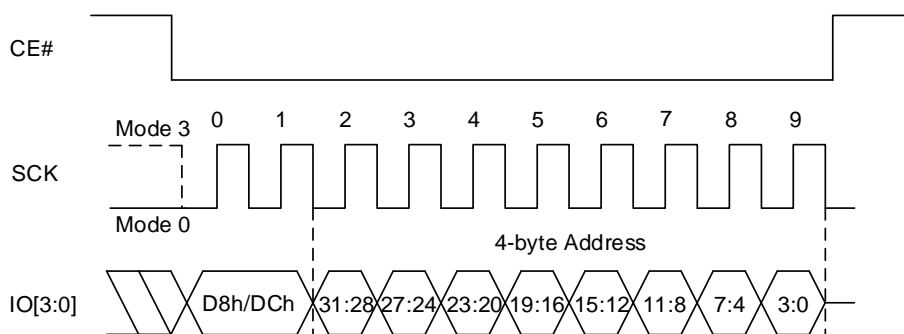 CE#
0 1 2 3 4 5 6 7 8 9
Mode 3
SCK
Mode 0
4-byte Address
IO[3:0] D8h/DCh 31:28 27:24 23:20 19:16 15:12 11:8 7:4 3:0